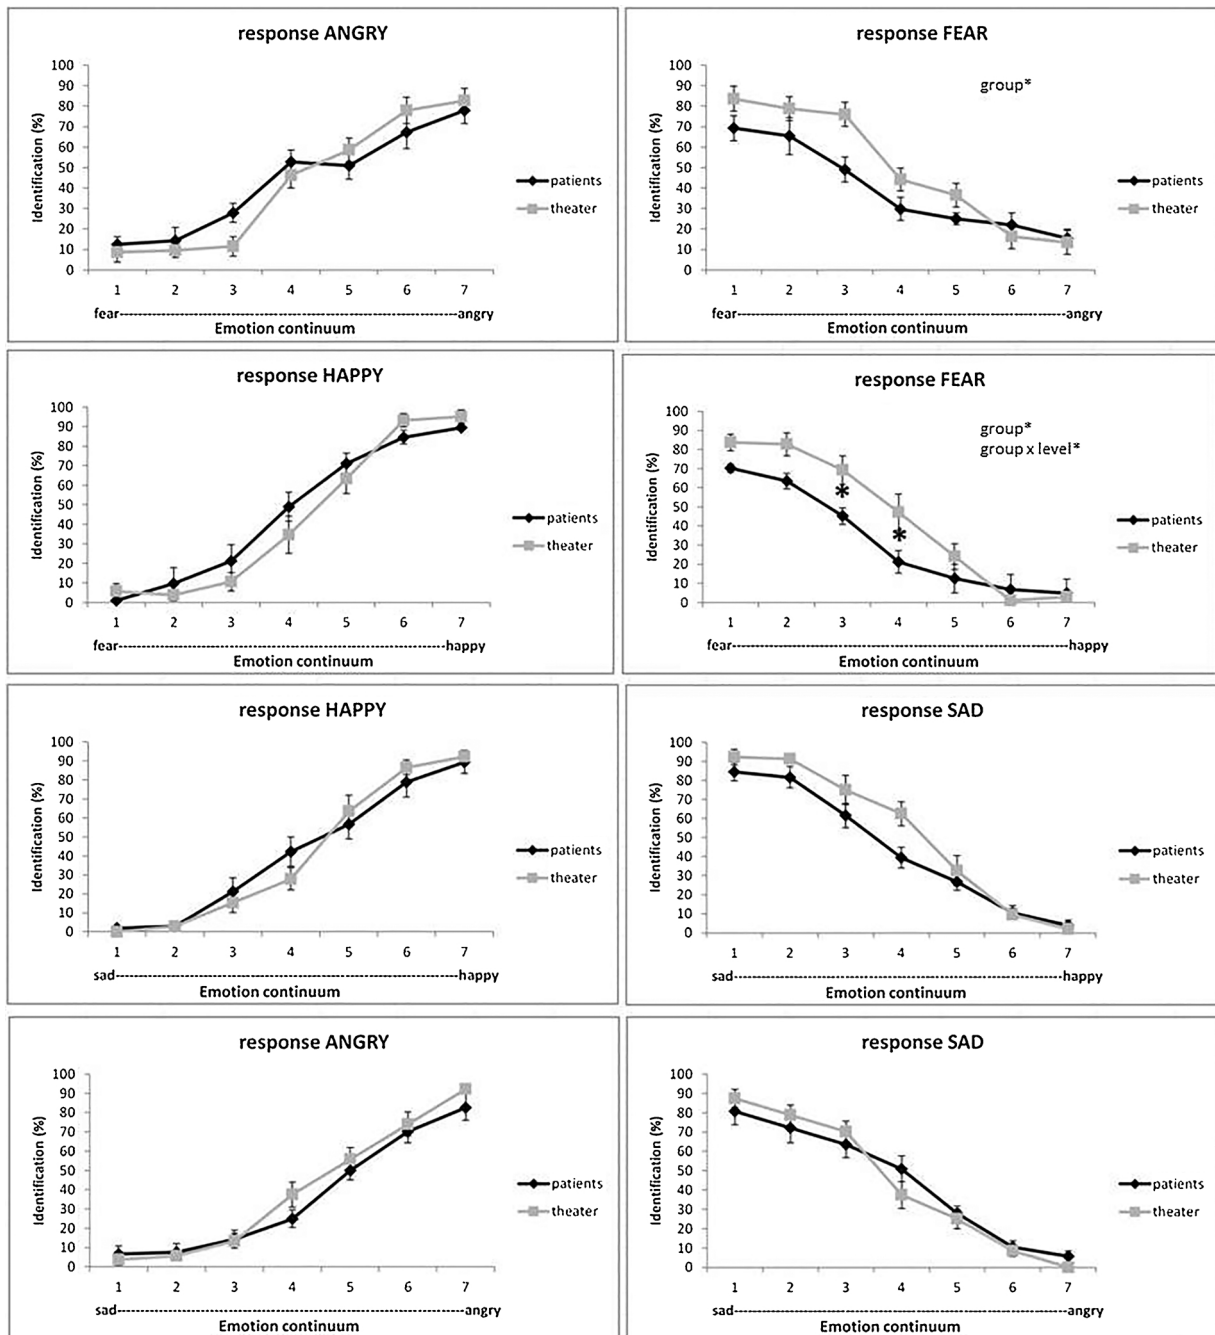 response ANGRY
Identification (%)
100
90
80
70
60
50
40
30
20
10
0
1 2 3 4 5 6 7
fear------------------------------------------------------------------angry
Emotion continuum
patients
theater
response FEAR
group*
Identification (%)
100
90
80
70
60
50
40
30
20
10
0
1 2 3 4 5 6 7
fear------------------------------------------------------------------angry
Emotion continuum
patients
theater
response HAPPY
Identification (%)
100
90
80
70
60
50
40
30
20
10
0
1 2 3 4 5 6 7
fear------------------------------------------------------------------happy
Emotion continuum
patients
theater
response FEAR
group*
group x level*
Identification (%)
100
90
80
70
60
50
40
30
20
10
0
*
*
1 2 3 4 5 6 7
fear------------------------------------------------------------------happy
Emotion continuum
patients
theater
response HAPPY
Identification (%)
100
90
80
70
60
50
40
30
20
10
0
1 2 3 4 5 6 7
sad------------------------------------------------------------------happy
Emotion continuum
patients
theater
response SAD
Identification (%)
100
90
80
70
60
50
40
30
20
10
0
1 2 3 4 5 6 7
sad------------------------------------------------------------------happy
Emotion continuum
patients
theater
response ANGRY
Identification (%)
100
90
80
70
60
50
40
30
20
10
0
1 2 3 4 5 6 7
sad------------------------------------------------------------------angry
Emotion continuum
patients
theater
response SAD
Identification (%)
100
90
80
70
60
50
40
30
20
10
0
1 2 3 4 5 6 7
sad------------------------------------------------------------------angry
Emotion continuum
patients
theater